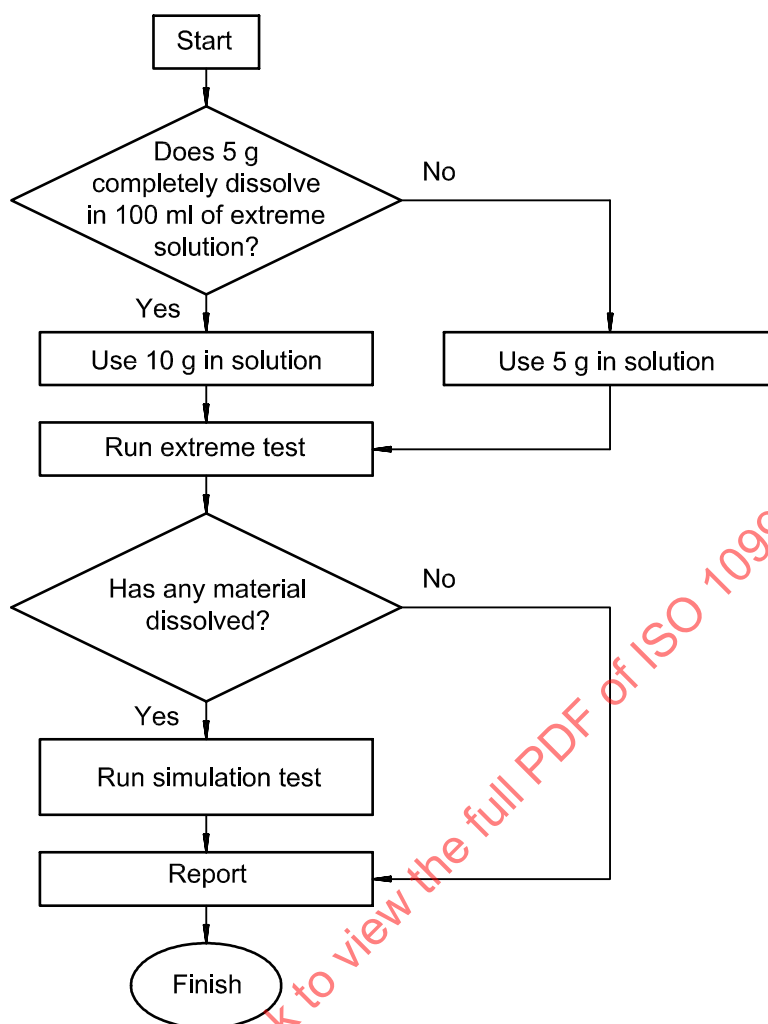 Start
Does 5 g
completely dissolve
in 100 ml of extreme
solution?
No
Yes
Use 10 g in solution
Use 5 g in solution
Run extreme test
Has any material
dissolved?
No
Yes
Run simulation test
Report
Finish
to view the full PDF of ISO